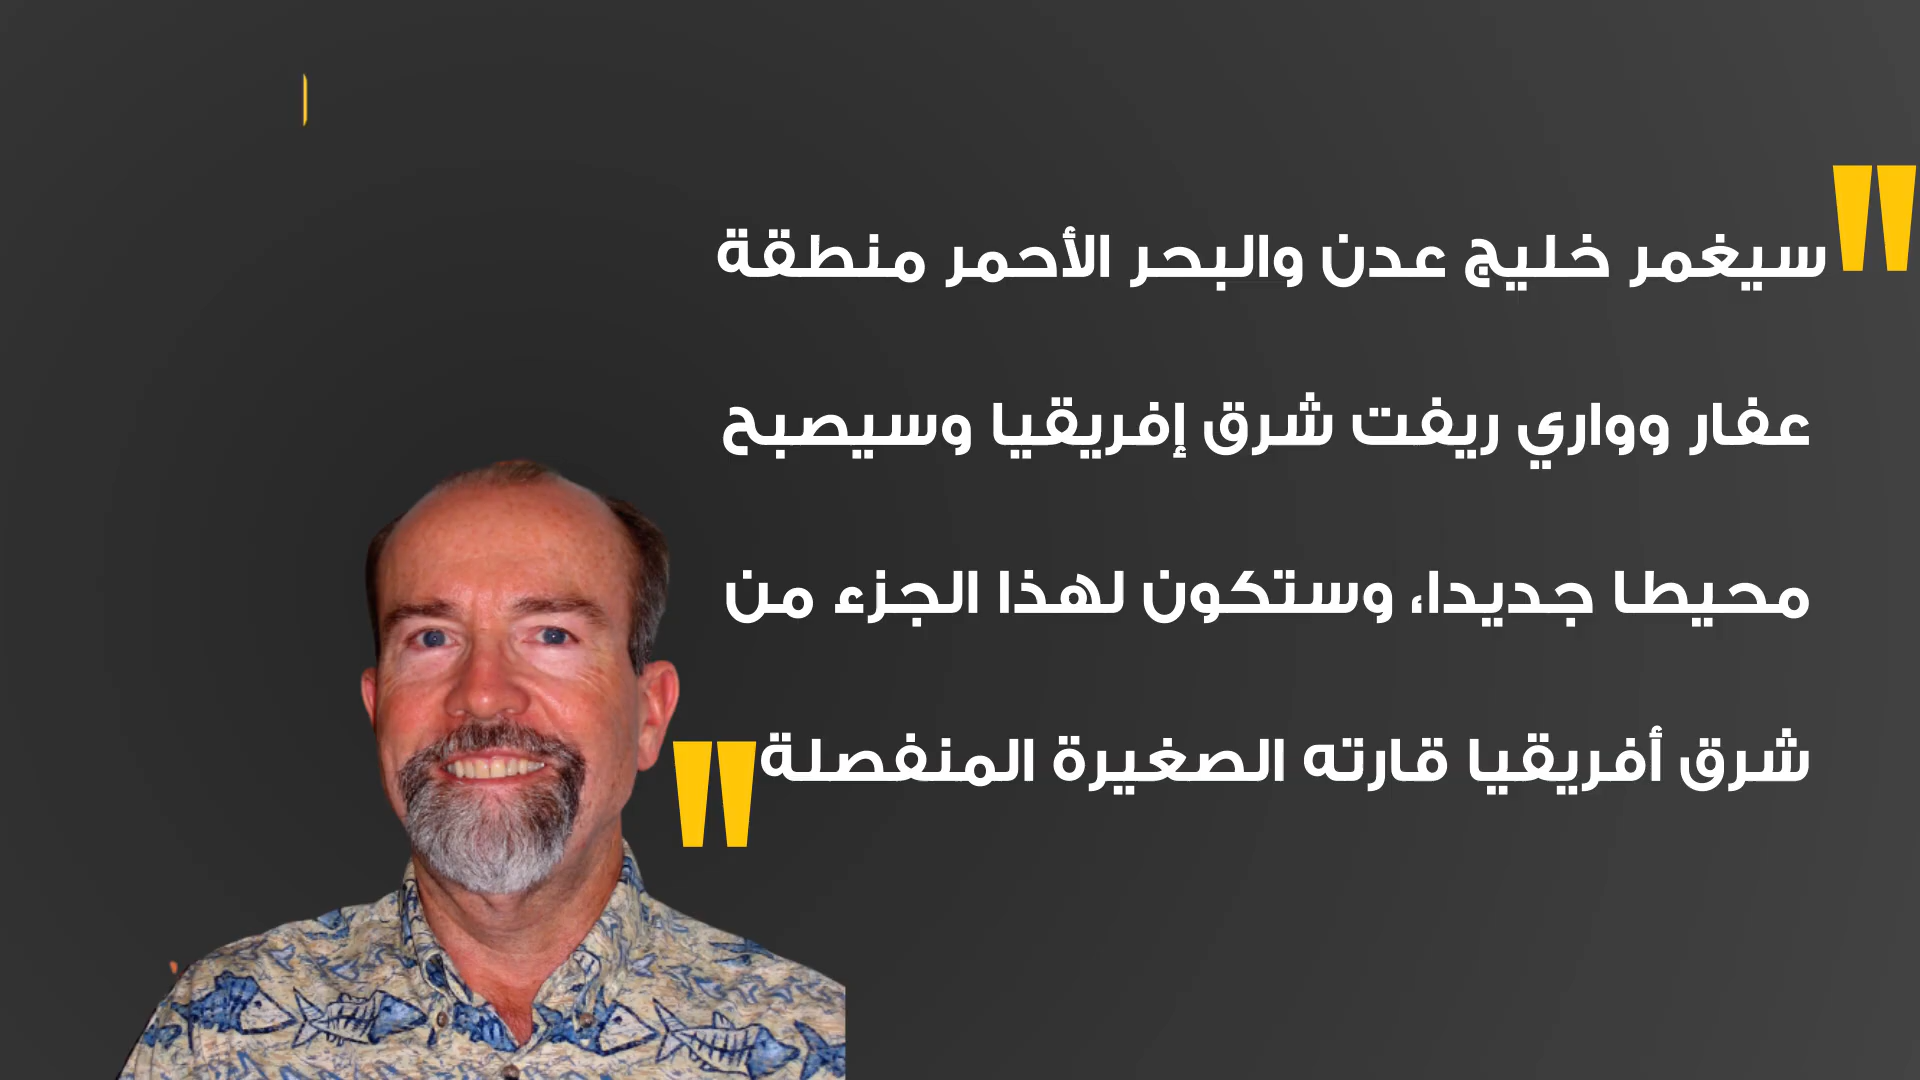 "سيغمر خليج عدن والبحر الأحمر منطقة
عفار وواري ريفت شرق إفريقيا وسيصبح
محيطا جديدا، وستكون لهذا الجزء من
شرق أفريقيا قارته الصغيرة المنفصلة"